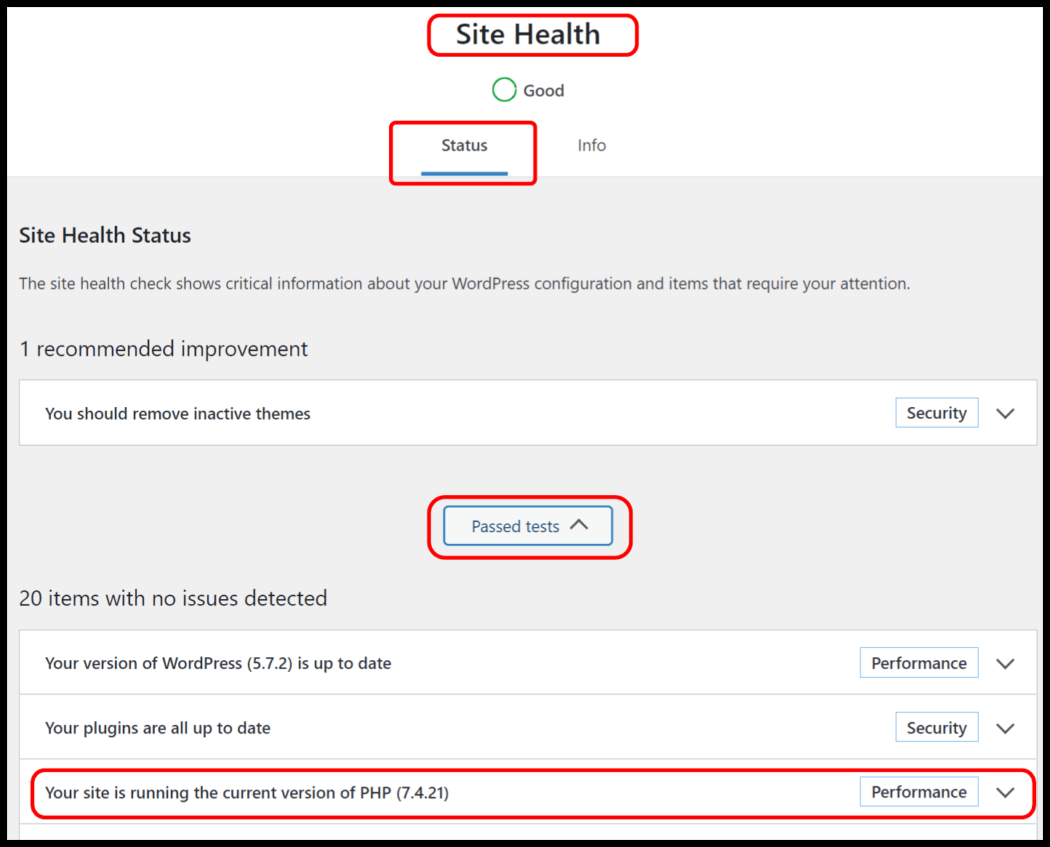 Site Health
Good
Status Info
Site Health Status
The site health check shows critical information about your WordPress configuration and items that require your attention.
1 recommended improvement
You should remove inactive themes Security
Passed tests
20 items with no issues detected
Your version of WordPress (5.7.2) is up to date Performance
Your plugins are all up to date Security
Your site is running the current version of PHP (7.4.21) Performance